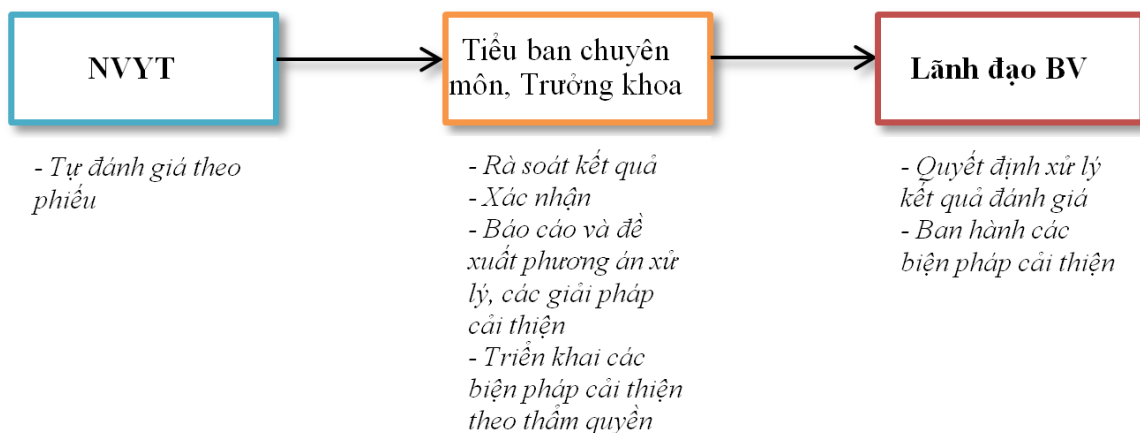 NVYT
- Tự đánh giá theo
phiếu
Tiểu ban chuyên
môn, Trưởng khoa
- Rà soát kết quả
- Xác nhận
- Báo cáo và đề
xuất phương án xử
lý, các giải pháp
cải thiện
- Triển khai các
biện pháp cải thiện
theo thẩm quyền
Lãnh đạo BV
- Quyết định xử lý
kết quả đánh giá
- Ban hành các
biện pháp cải thiện